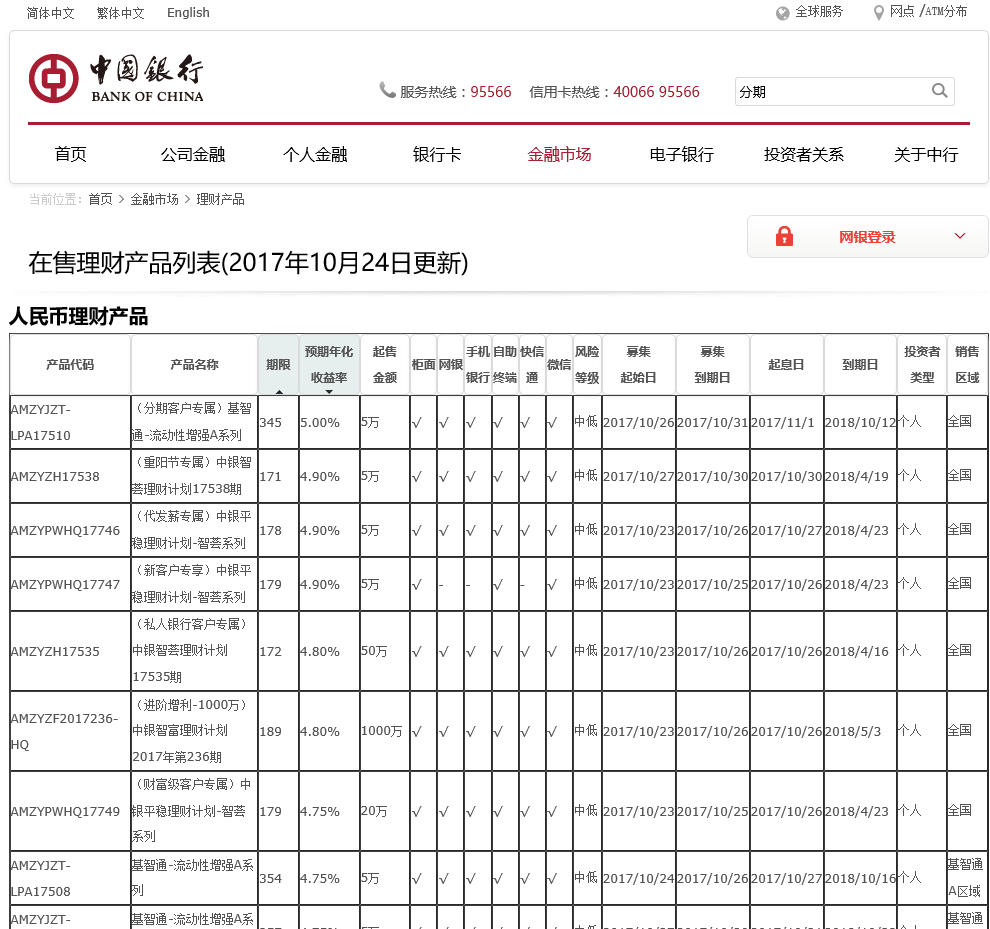 简体中文 繁体中文 English 全球服务 网点 /ATM分布
中国银行
BANK OF CHINA
服务热线：95566 信用卡热线：40066 95566 分期
首页 公司金融 个人金融 银行卡 金融市场 电子银行 投资者关系 关于中行
当前位置： 首页 > 金融市场 > 理财产品
网银登录
在售理财产品列表(2017年10月24日更新)
人民币理财产品
产品代码 产品名称 期限 预期年化收益率 起售金额 柜面 网银 手机银行 自助终端 快信通 微信 风险等级 募集起始日 募集到期日 起息日 到期日 投资者类型 销售区域
AMZYJZT-LPA17510 （分期客户专属）基智通-流动性增强A系列 345 5.00% 5万 √ √ √ √ √ √ 中低 2017/10/26 2017/10/31 2017/11/1 2018/10/12 个人 全国
AMZYZH17538 （重阳节专属）中银智荟理财计划17538期 171 4.90% 5万 √ √ √ √ √ √ 中低 2017/10/27 2017/10/30 2017/10/30 2018/4/19 个人 全国
AMZYPWHQ17746 （代发薪专属）中银平稳理财计划-智荟系列 178 4.90% 5万 √ √ √ √ √ √ 中低 2017/10/23 2017/10/26 2017/10/27 2018/4/23 个人 全国
AMZYPWHQ17747 （新客户专享）中银平稳理财计划-智荟系列 179 4.90% 5万 √ - - √ - √ 中低 2017/10/23 2017/10/25 2017/10/26 2018/4/23 个人 全国
AMZYZH17535 （私人银行客户专属）中银智荟理财计划17535期 172 4.80% 50万 √ √ √ √ √ √ 中低 2017/10/23 2017/10/26 2017/10/26 2018/4/16 个人 全国
AMZYZF2017236-HQ （进阶增利-1000万）中银智富理财计划2017年第236期 189 4.80% 1000万 √ √ √ √ √ √ 中低 2017/10/23 2017/10/26 2017/10/26 2018/5/3 个人 全国
AMZYPWHQ17749 （财富级客户专属）中银平稳理财计划-智荟系列 179 4.75% 20万 √ √ √ √ √ √ 中低 2017/10/23 2017/10/25 2017/10/26 2018/4/23 个人 全国
AMZYJZT-LPA17508 基智通-流动性增强A系列 354 4.75% 5万 √ √ √ √ √ √ 中低 2017/10/24 2017/10/26 2017/10/27 2018/10/16 个人 基智通A区域
AMZYJZT- 基智通-流动性增强A系 基智通